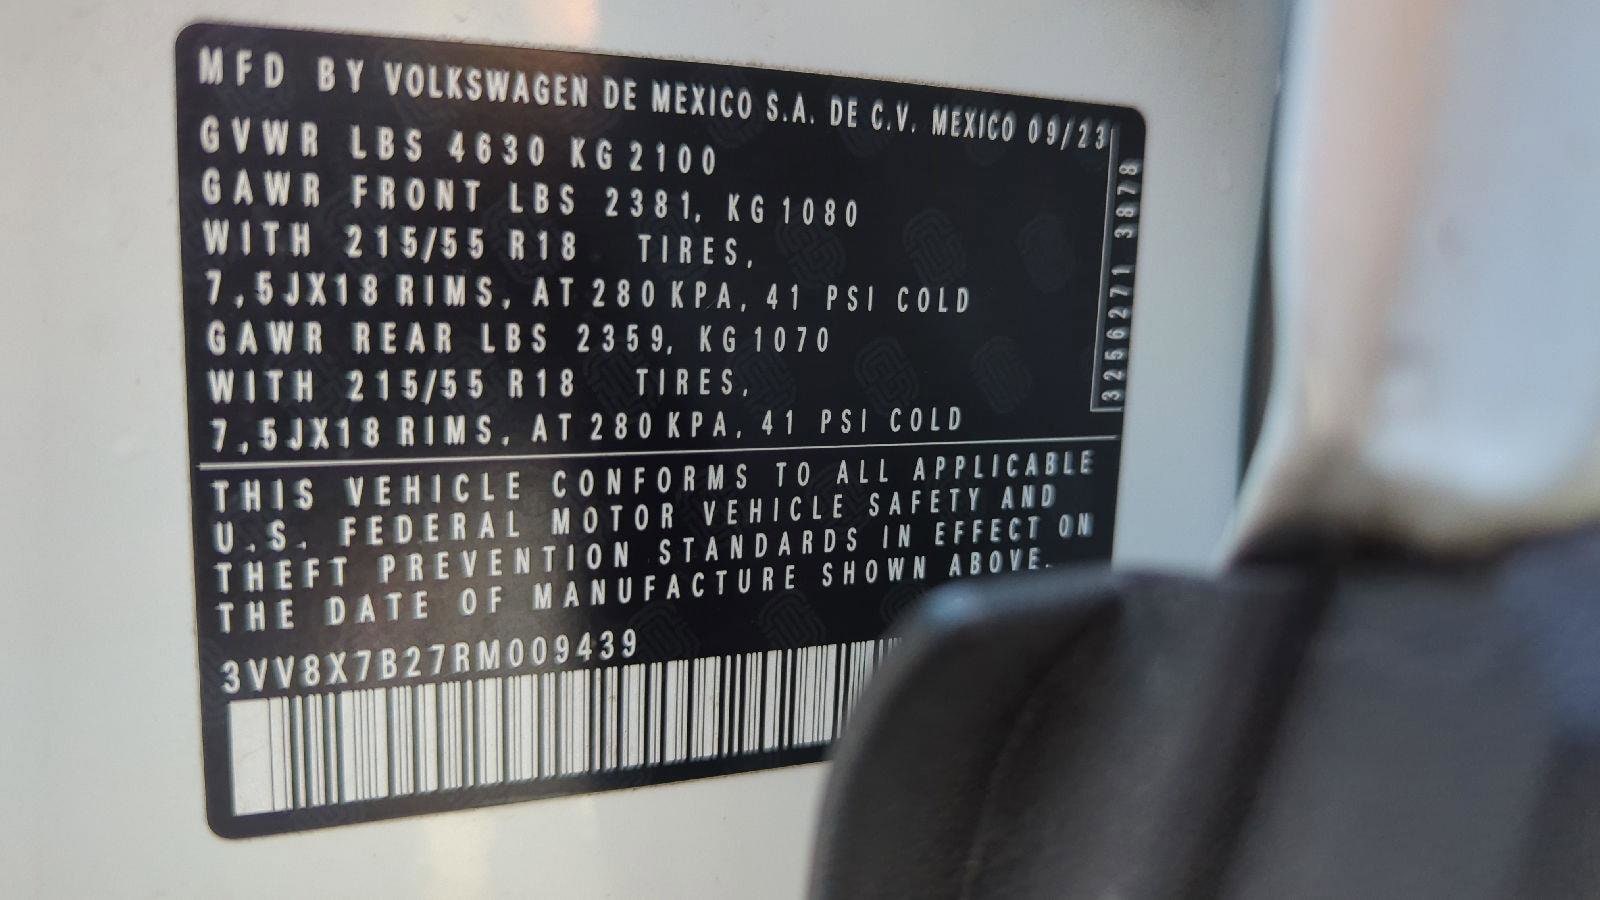 MFD BY VOLKSWAGEN DE MEXICO S.A. DE C.V. MEXICO 09/23
GVWR LBS 4630 KG 2100
GAWR FRONT LBS 2381, KG 1080
WITH 215/55 R18 TIRES,
7,5JX18 RIMS, AT 280 KPA, 41 PSI COLD
GAWR REAR LBS 2359, KG 1070
WITH 215/55 R18 TIRES,
7,5JX18 RIMS, AT 280 KPA, 41 PSI COLD
THIS VEHICLE CONFORMS TO ALL APPLICABLE
U.S. FEDERAL MOTOR VEHICLE SAFETY AND
THEFT PREVENTION STANDARDS IN EFFECT ON
THE DATE OF MANUFACTURE SHOWN ABOVE.
3VV8X7B27RM009439
3256271 3878